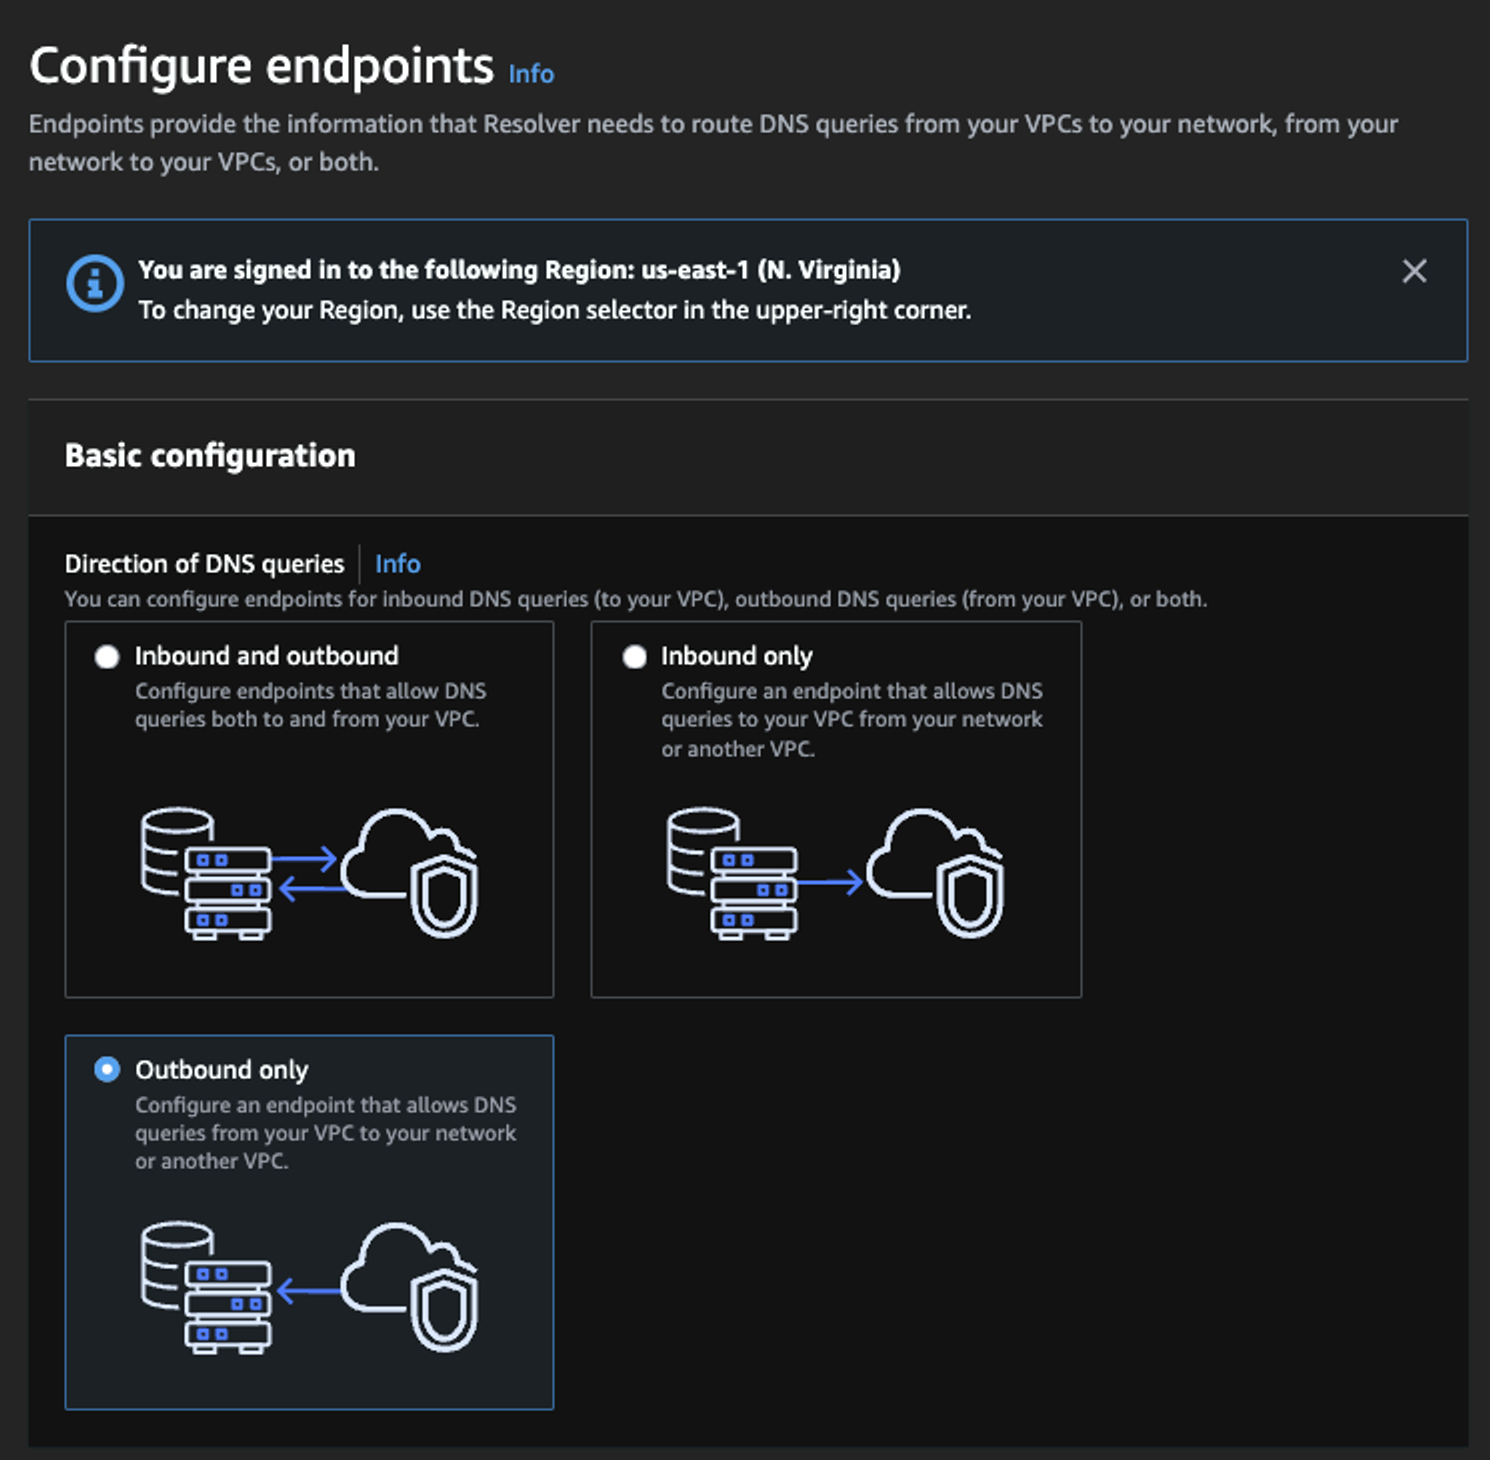 Configure endpoints Info
Endpoints provide the information that Resolver needs to route DNS queries from your VPCs to your network, from your
network to your VPCs, or both.
You are signed in to the following Region: us-east-1 (N. Virginia)
To change your Region, use the Region selector in the upper-right corner.
Basic configuration
Direction of DNS queries Info
You can configure endpoints for inbound DNS queries (to your VPC), outbound DNS queries (from your VPC), or both.
Inbound and outbound
Configure endpoints that allow DNS
queries both to and from your VPC.
Inbound only
Configure an endpoint that allows DNS
queries to your VPC from your network
or another VPC.
Outbound only
Configure an endpoint that allows DNS
queries from your VPC to your network
or another VPC.